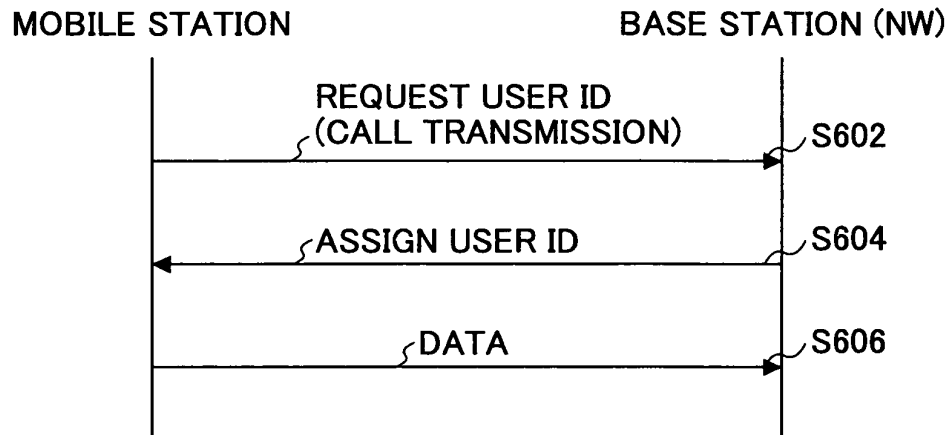 MOBILE STATION
BASE STATION (NW)
REQUEST USER ID
(CALL TRANSMISSION)
S602
ASSIGN USER ID
S604
DATA
S606